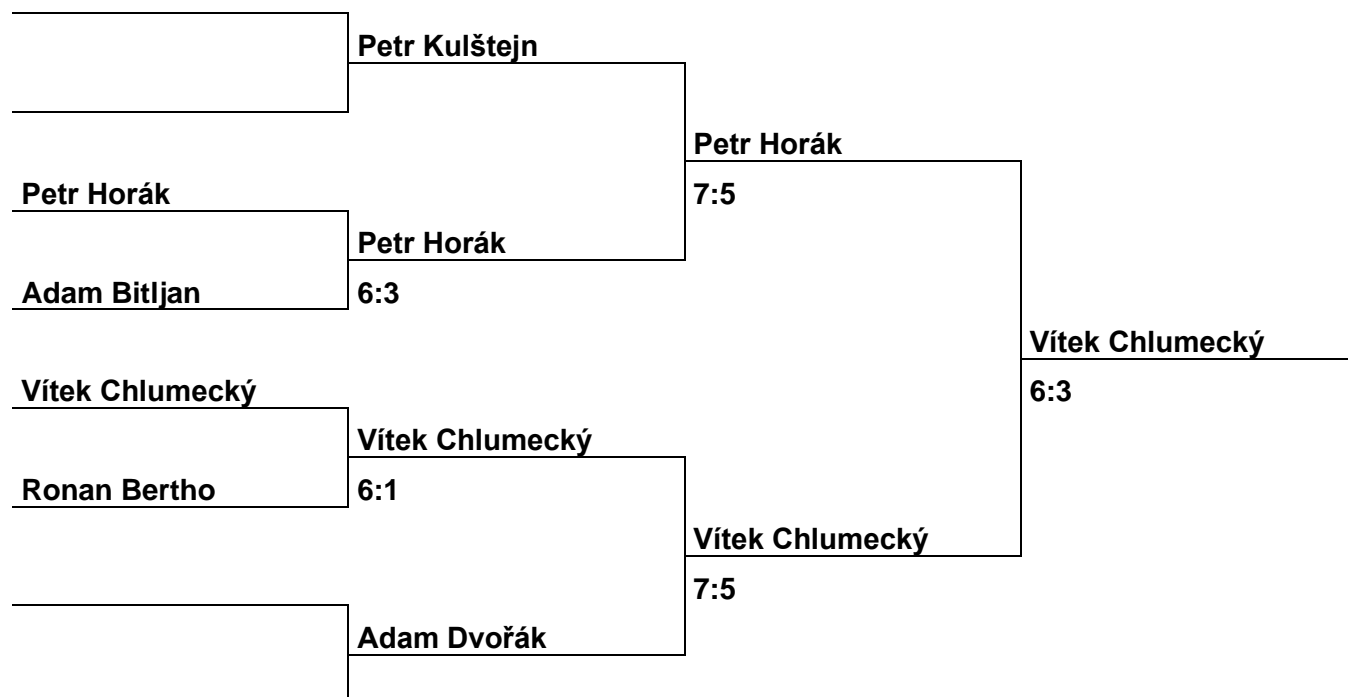 Petr Kulštejn
Petr Horák
Petr Horák
7:5
Petr Horák
Adam Bitljan
6:3
Vítek Chlumecký
Vítek Chlumecký
6:3
Vítek Chlumecký
Ronan Bertho
6:1
Vítek Chlumecký
7:5
Adam Dvořák